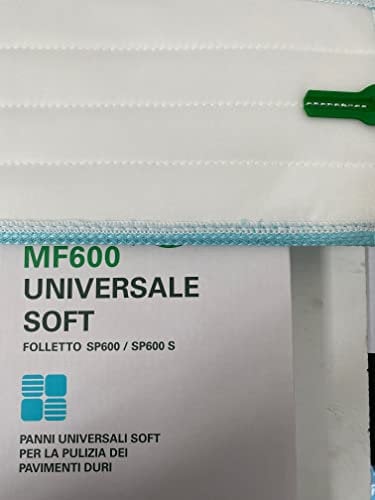 MF600
UNIVERSALE
SOFT
FOLLETTO SP600 / SP600 S
PANNI UNIVERSALI SOFT
PER LA PULIZIA DEI
PAVIMENTI DURI